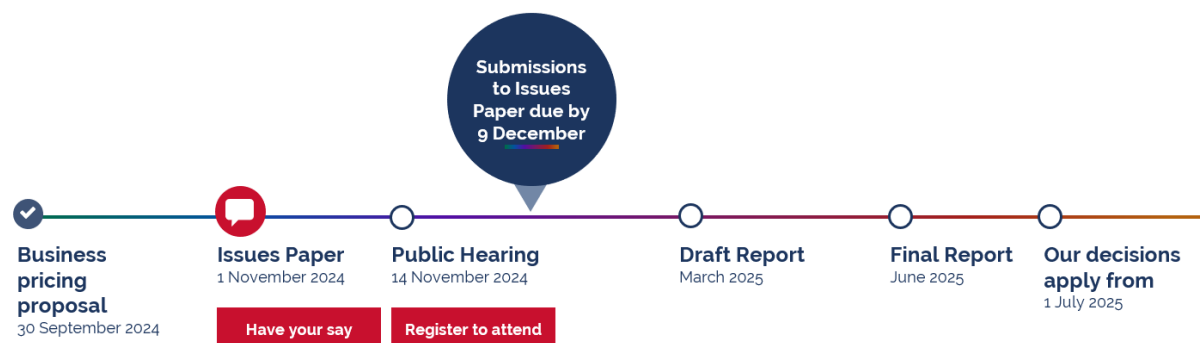 Submissions
to Issues
Paper due by
9 December
Business
pricing
proposal
30 September 2024
Issues Paper
1 November 2024
Have your say
Public Hearing
14 November 2024
Register to attend
Draft Report
March 2025
Final Report
June 2025
Our decisions
apply from
1 July 2025